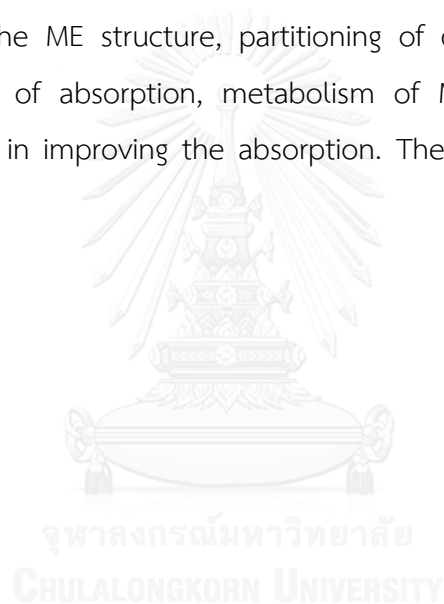 he ME structure, partitioning of
of absorption, metabolism of
in improving the absorption. The
จุฬาลงกรณ์มหาวิทยาลัย
CHULALONGKORN UNIVERSITY